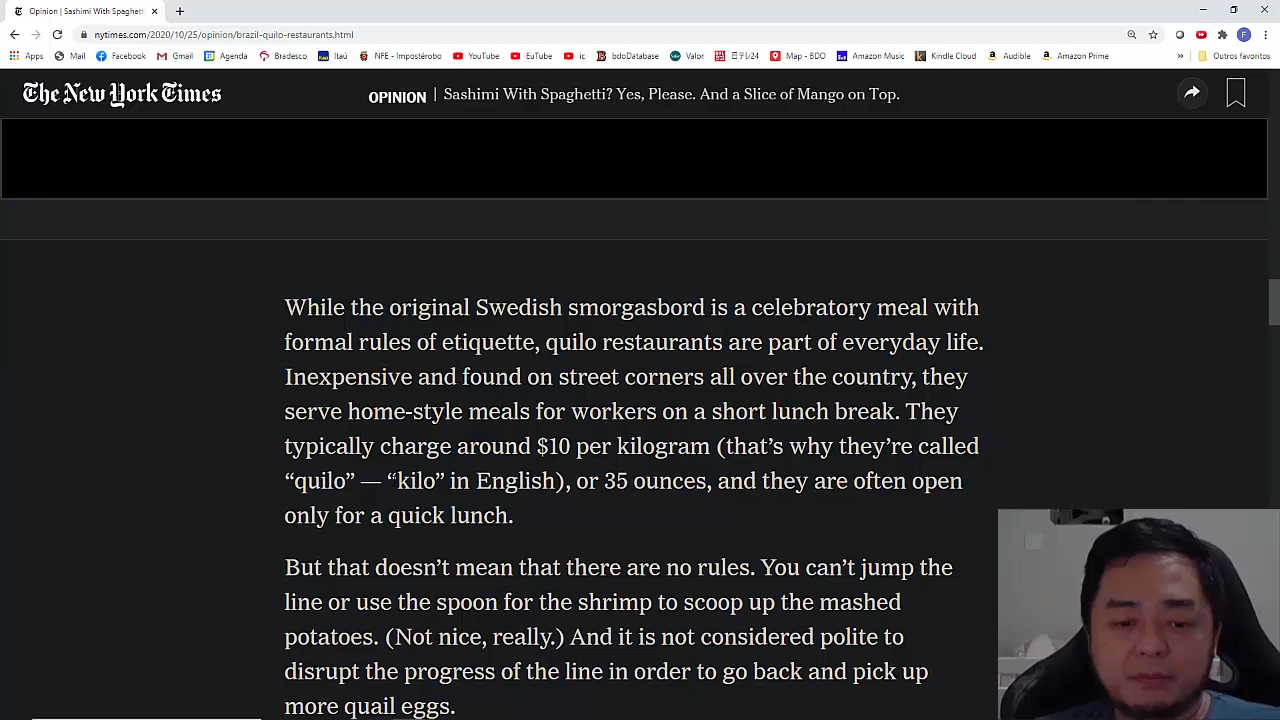 Opinion | Sashimi With Spaghett
nytimes.com/2020/10/25/opinion/brazil-quilo-restaurants.html
Apps Mail Facebook Gmail Agenda Bradesco Itaú NFE - Impostérobo YouTube EuTube ic bdoDatabase Valor Map - BDO Amazon Music Kindle Cloud Audible Amazon Prime » Outros favoritos
The New York Times
OPINION | Sashimi With Spaghetti? Yes, Please. And a Slice of Mango on Top.
While the original Swedish smorgasbord is a celebratory meal with
formal rules of etiquette, quilo restaurants are part of everyday life.
Inexpensive and found on street corners all over the country, they
serve home-style meals for workers on a short lunch break. They
typically charge around $10 per kilogram (that’s why they’re called
“quilo” — “kilo” in English), or 35 ounces, and they are often open
only for a quick lunch.
But that doesn’t mean that there are no rules. You can’t jump the
line or use the spoon for the shrimp to scoop up the mashed
potatoes. (Not nice, really.) And it is not considered polite to
disrupt the progress of the line in order to go back and pick up
more quail eggs.